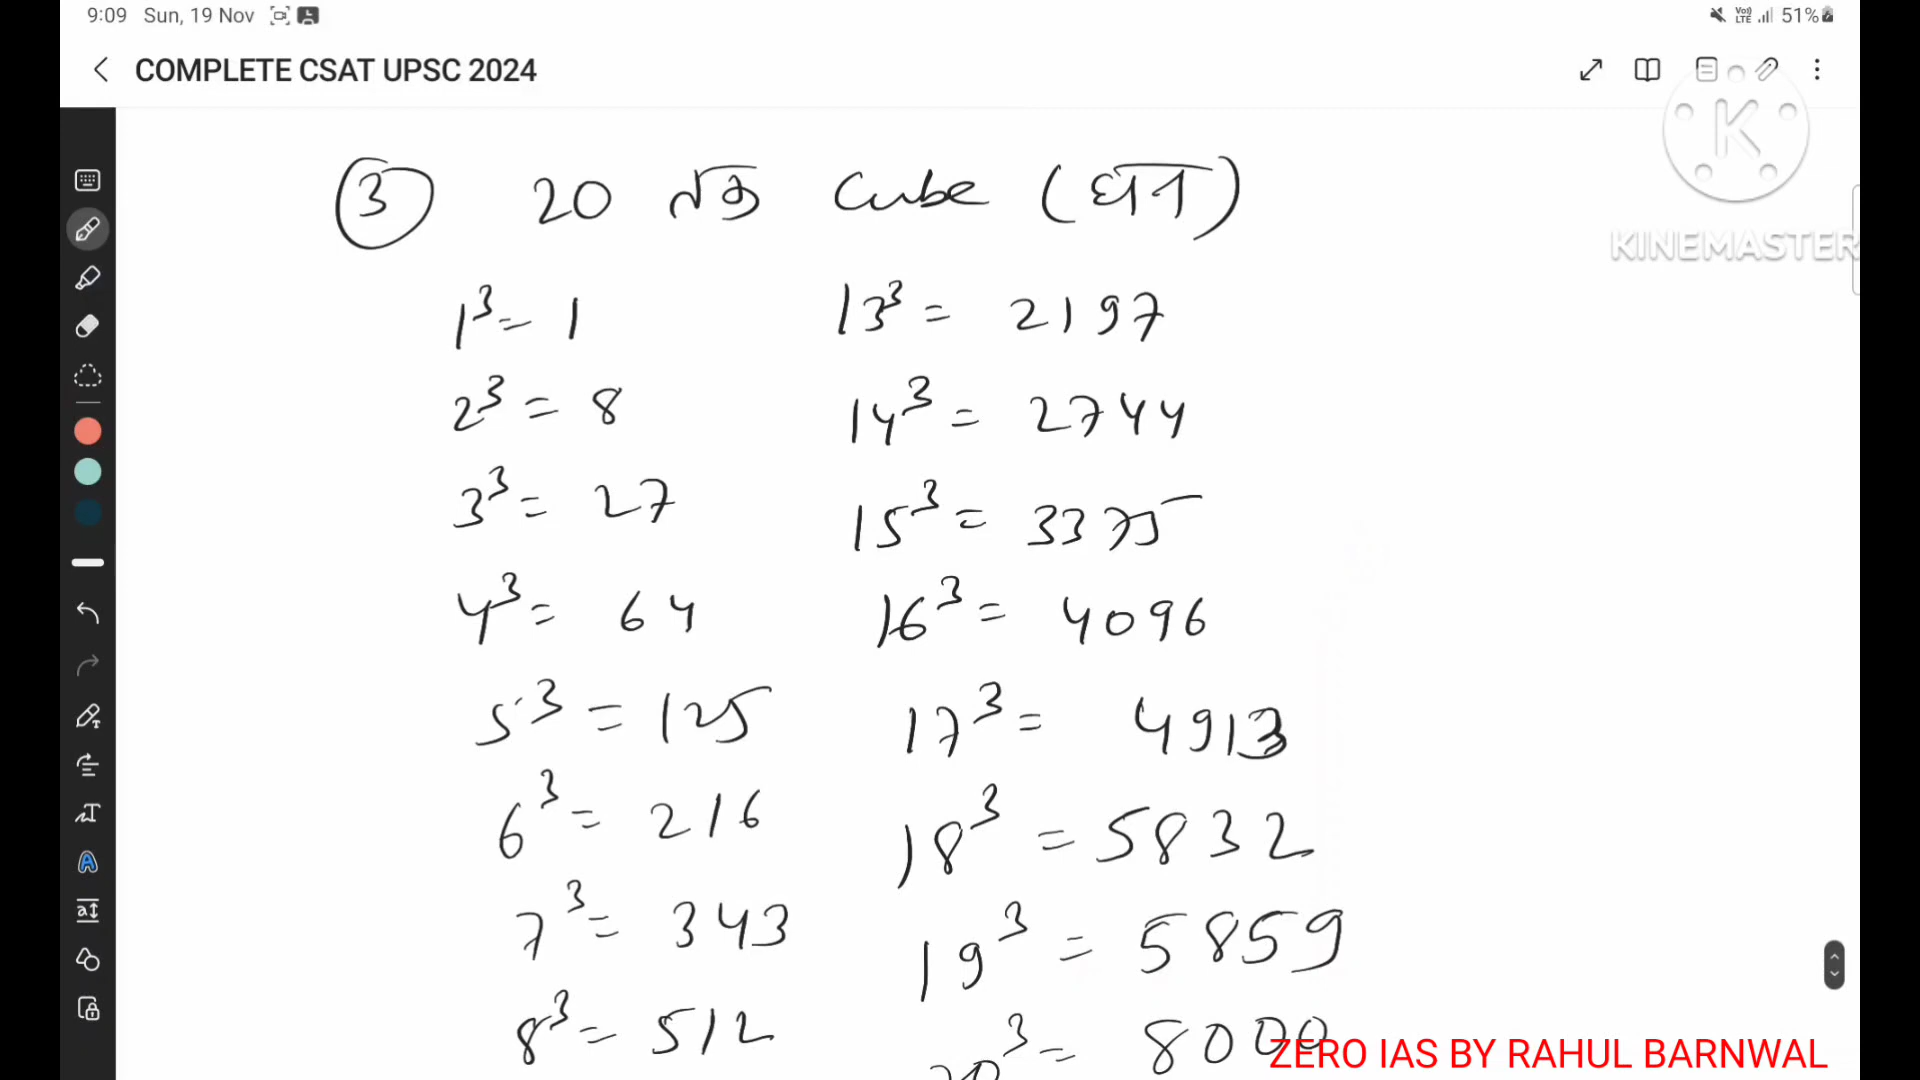 9:09 Sun, 19 Nov
51%
COMPLETE CSAT UPSC 2024
K
KINEMASTER
3 20 तक Cube (घन)
1³ = 1
2³ = 8
3³ = 27
4³ = 64
5³ = 125
6³ = 216
7³ = 343
8³ = 512
13³ = 2197
14³ = 2744
15³ = 3375
16³ = 4096
17³ = 4913
18³ = 5832
19³ = 5859
20³ = 8000
ZERO IAS BY RAHUL BARNWAL